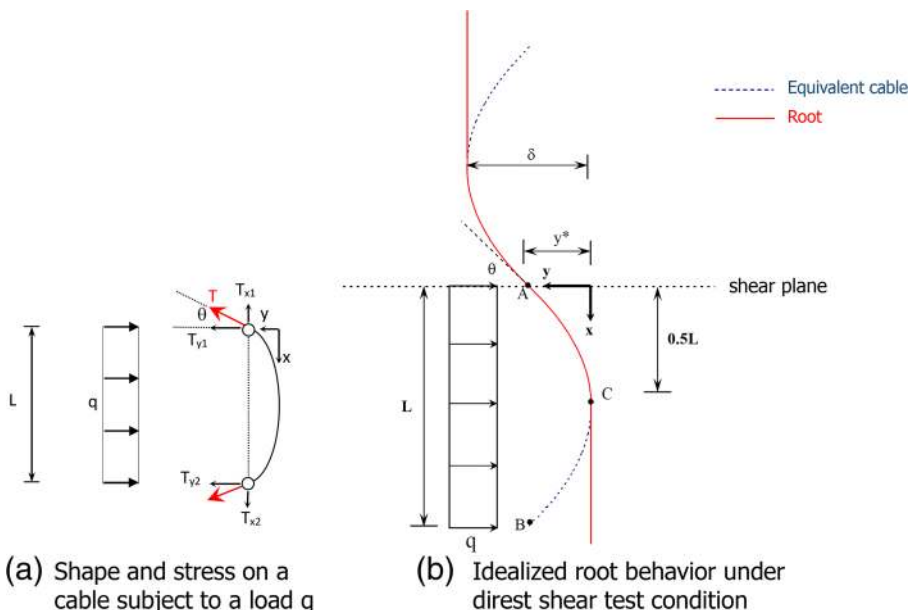 Equivalent cable
Root
δ
y*
θ
y
A
shear plane
x
0.5L
C
L
B
q
T
Tx1
θ
y
Ty1
x
L
q
Ty2
Tx2
(a) Shape and stress on a
cable subject to a load q
(b) Idealized root behavior under
direst shear test condition